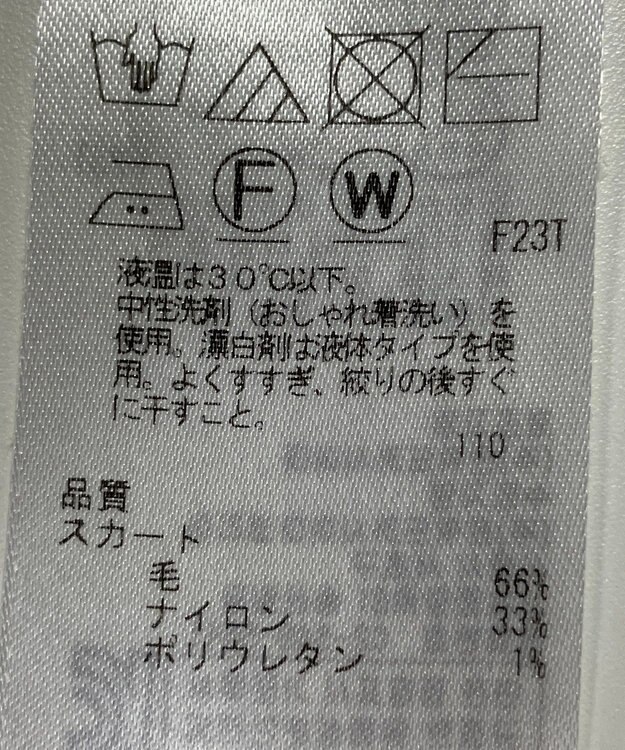 F W F23T
液温は30℃以下。
中性洗剤（おしゃれ着洗い）を
使用。漂白剤は液体タイプを使
用。よくすすぎ、絞りの後すぐ
に干すこと。
110
品質
スカート
毛 66%
ナイロン 33%
ポリウレタン 1%